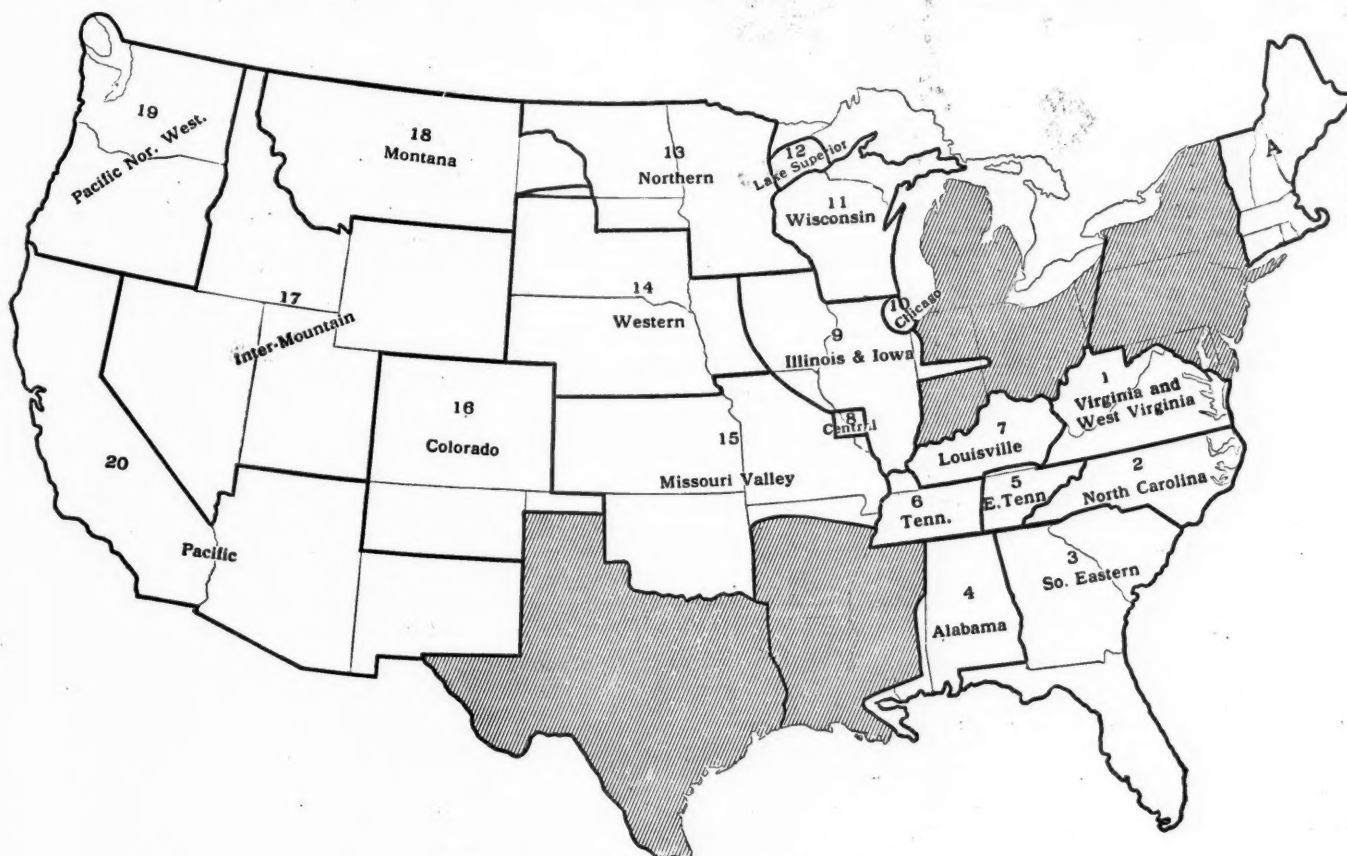 19
Pacific Nor. West.
18
Montana
13
Northern
12
Lake Superior
A
11
Wisconsin
17
Inter-Mountain
14
Western
10
Chicago
9
Illinois & Iowa
1
Virginia and
West Virginia
16
Colorado
8
Central
7
Louisville
15
Missouri Valley
2
North Carolina
5
E. Tenn
6
Tenn.
20
Pacific
3
So. Eastern
4
Alabama